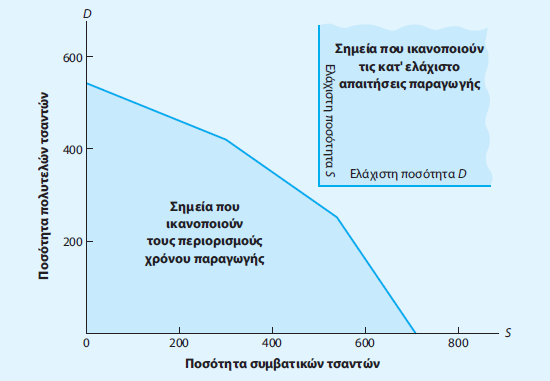 D
600
400
200
0
Ποσότητα πολυτελών τσαντών
Σημεία που ικανοποιούν
τις κατ' ελάχιστο
απαιτήσεις παραγωγής
Ελάχιστη ποσότητα S
Ελάχιστη ποσότητα D
Σημεία που
ικανοποιούν
τους περιορισμούς
χρόνου παραγωγής
200
400
600
800
S
Ποσότητα συμβατικών τσαντών